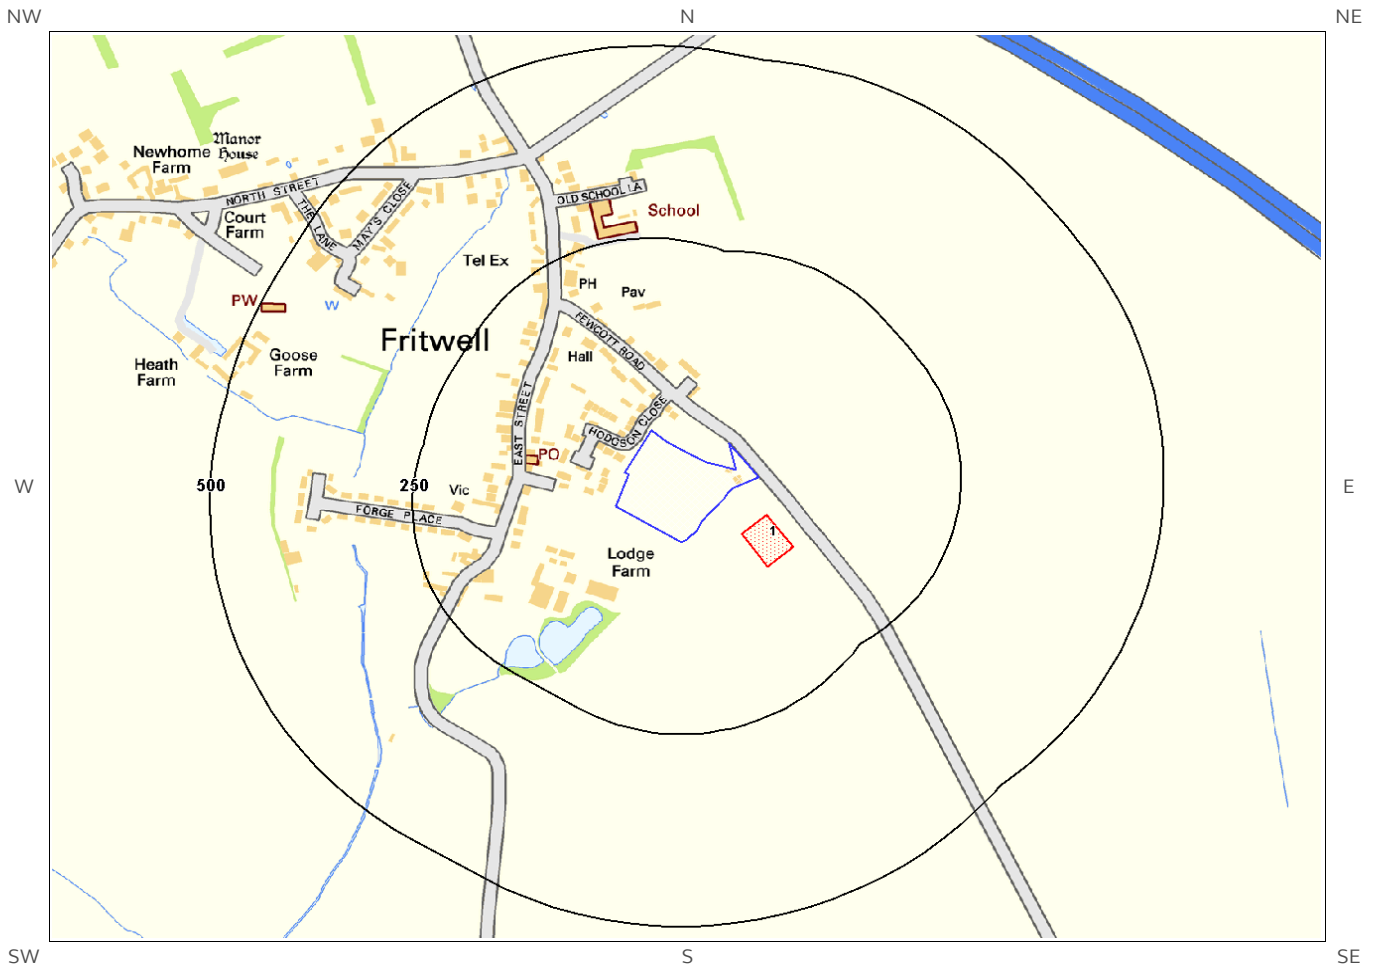 NW
N
NE
Manor
House
Newhome
Farm
NORTH STREET
THE LANE
MAY'S CLOSE
OLD SCHOOL LA
School
Court
Farm
Tel Ex
PH
Pav
PW
W
FEWCOTT ROAD
Fritwell
Hall
Goose
Farm
Heath
Farm
EAST STREET
HODGSON CLOSE
PO
W
500
250
Vic
E
FORGE PLACE
1
Lodge
Farm
SW
S
SE